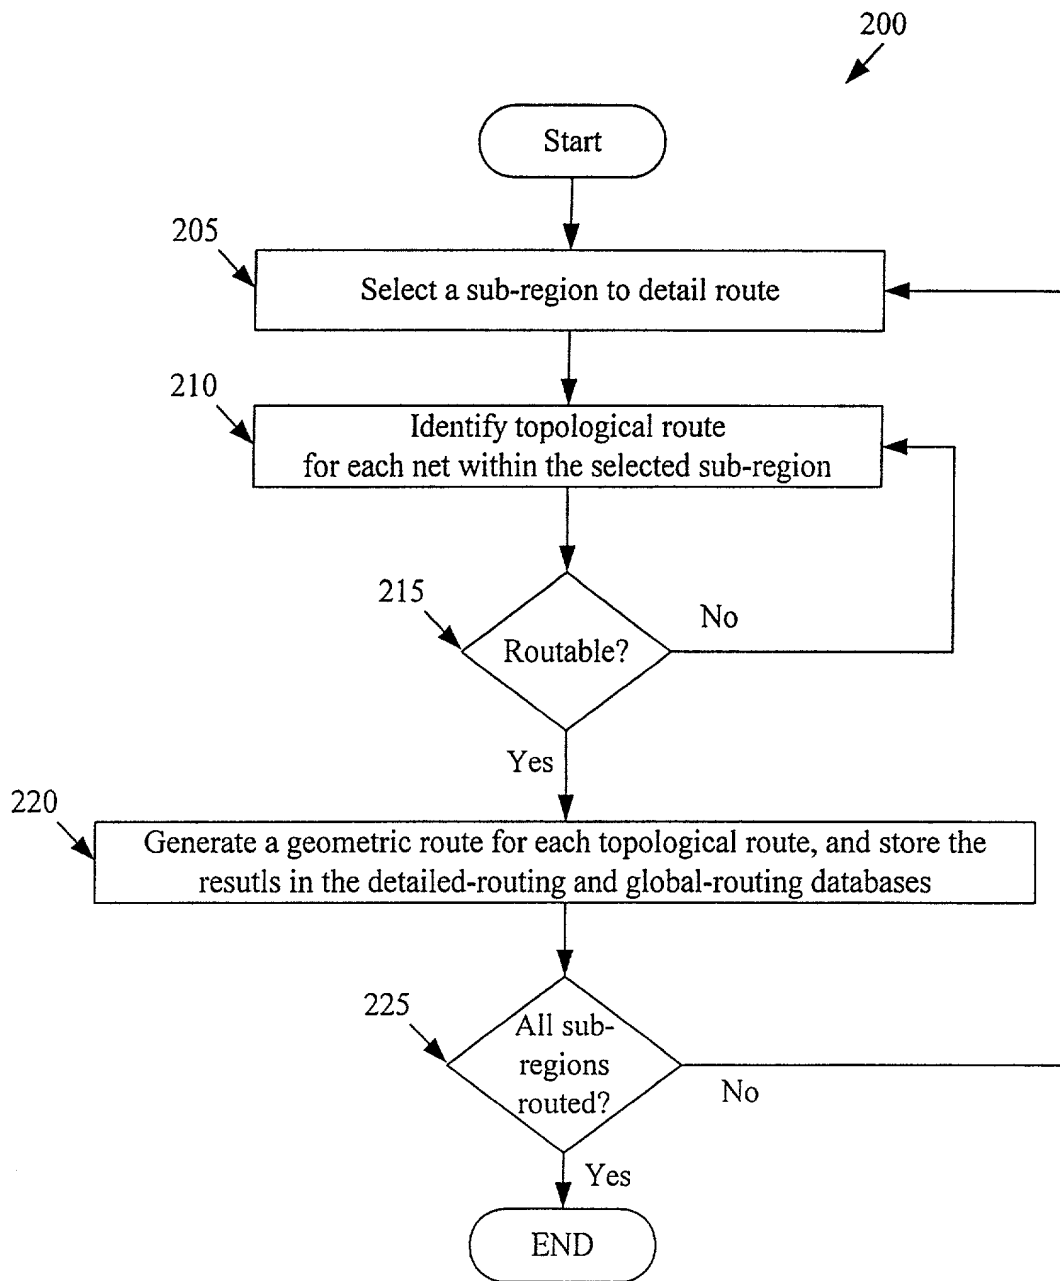 200
Start
205
Select a sub-region to detail route
210
Identify topological route
for each net within the selected sub-region
215
Routable?
No
Yes
220
Generate a geometric route for each topological route, and store the
resutls in the detailed-routing and global-routing databases
225
All sub-
regions
routed?
No
Yes
END